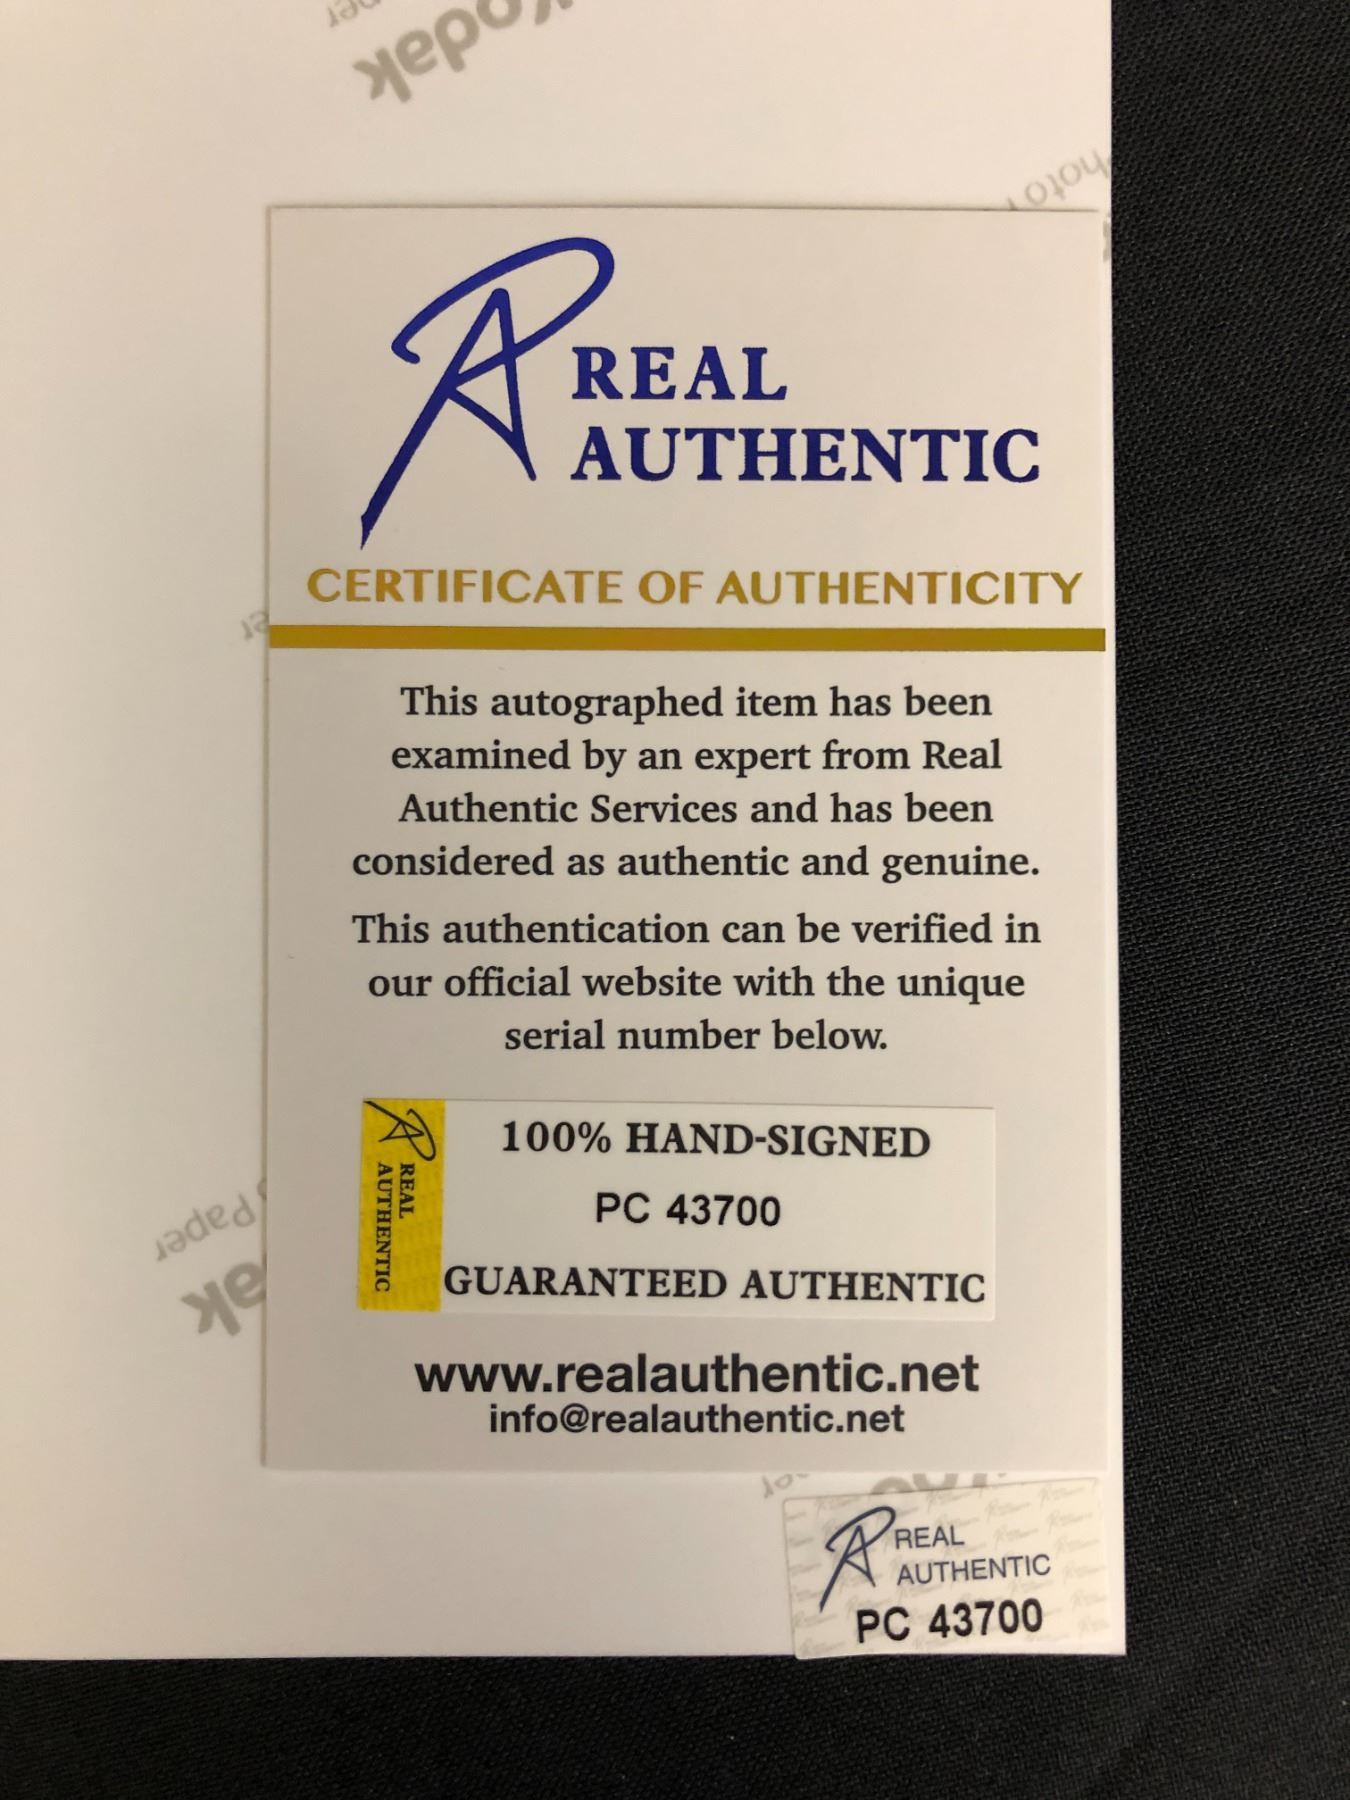 Kodak
Photo
REAL
AUTHENTIC
CERTIFICATE OF AUTHENTICITY
This autographed item has been
examined by an expert from Real
Authentic Services and has been
considered as authentic and genuine.
This authentication can be verified in
our official website with the unique
serial number below.
REAL
AUTHENTIC
100% HAND-SIGNED
PC 43700
GUARANTEED AUTHENTIC
Paper
www.realauthentic.net
info@realauthentic.net
REAL
AUTHENTIC
PC 43700